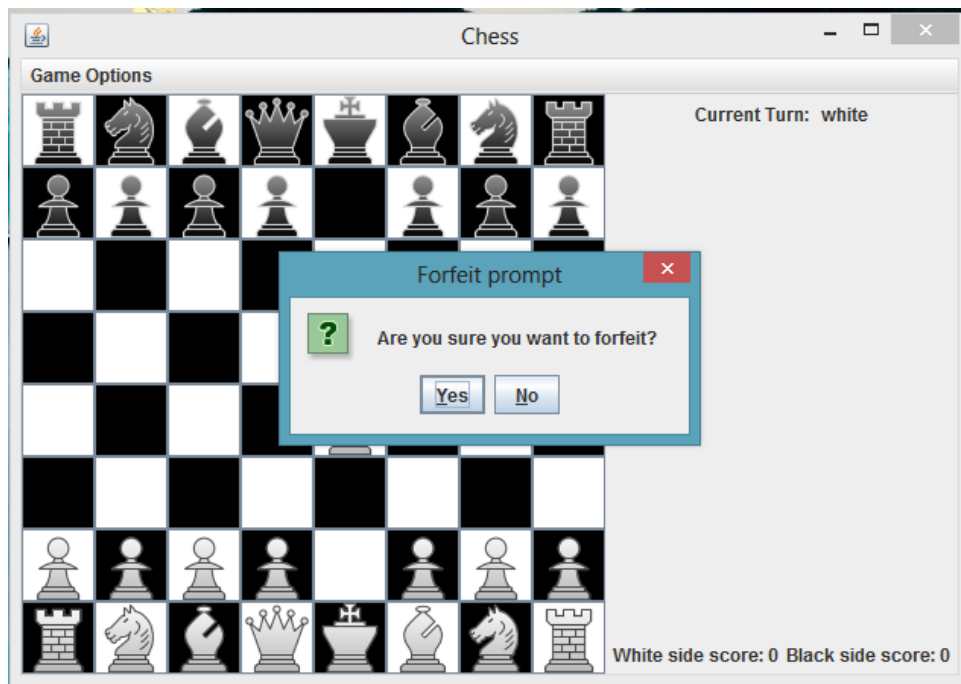 Chess
Game Options
Current Turn: white
Forfeit prompt
?
Are you sure you want to forfeit?
Yes No
White side score: 0 Black side score: 0